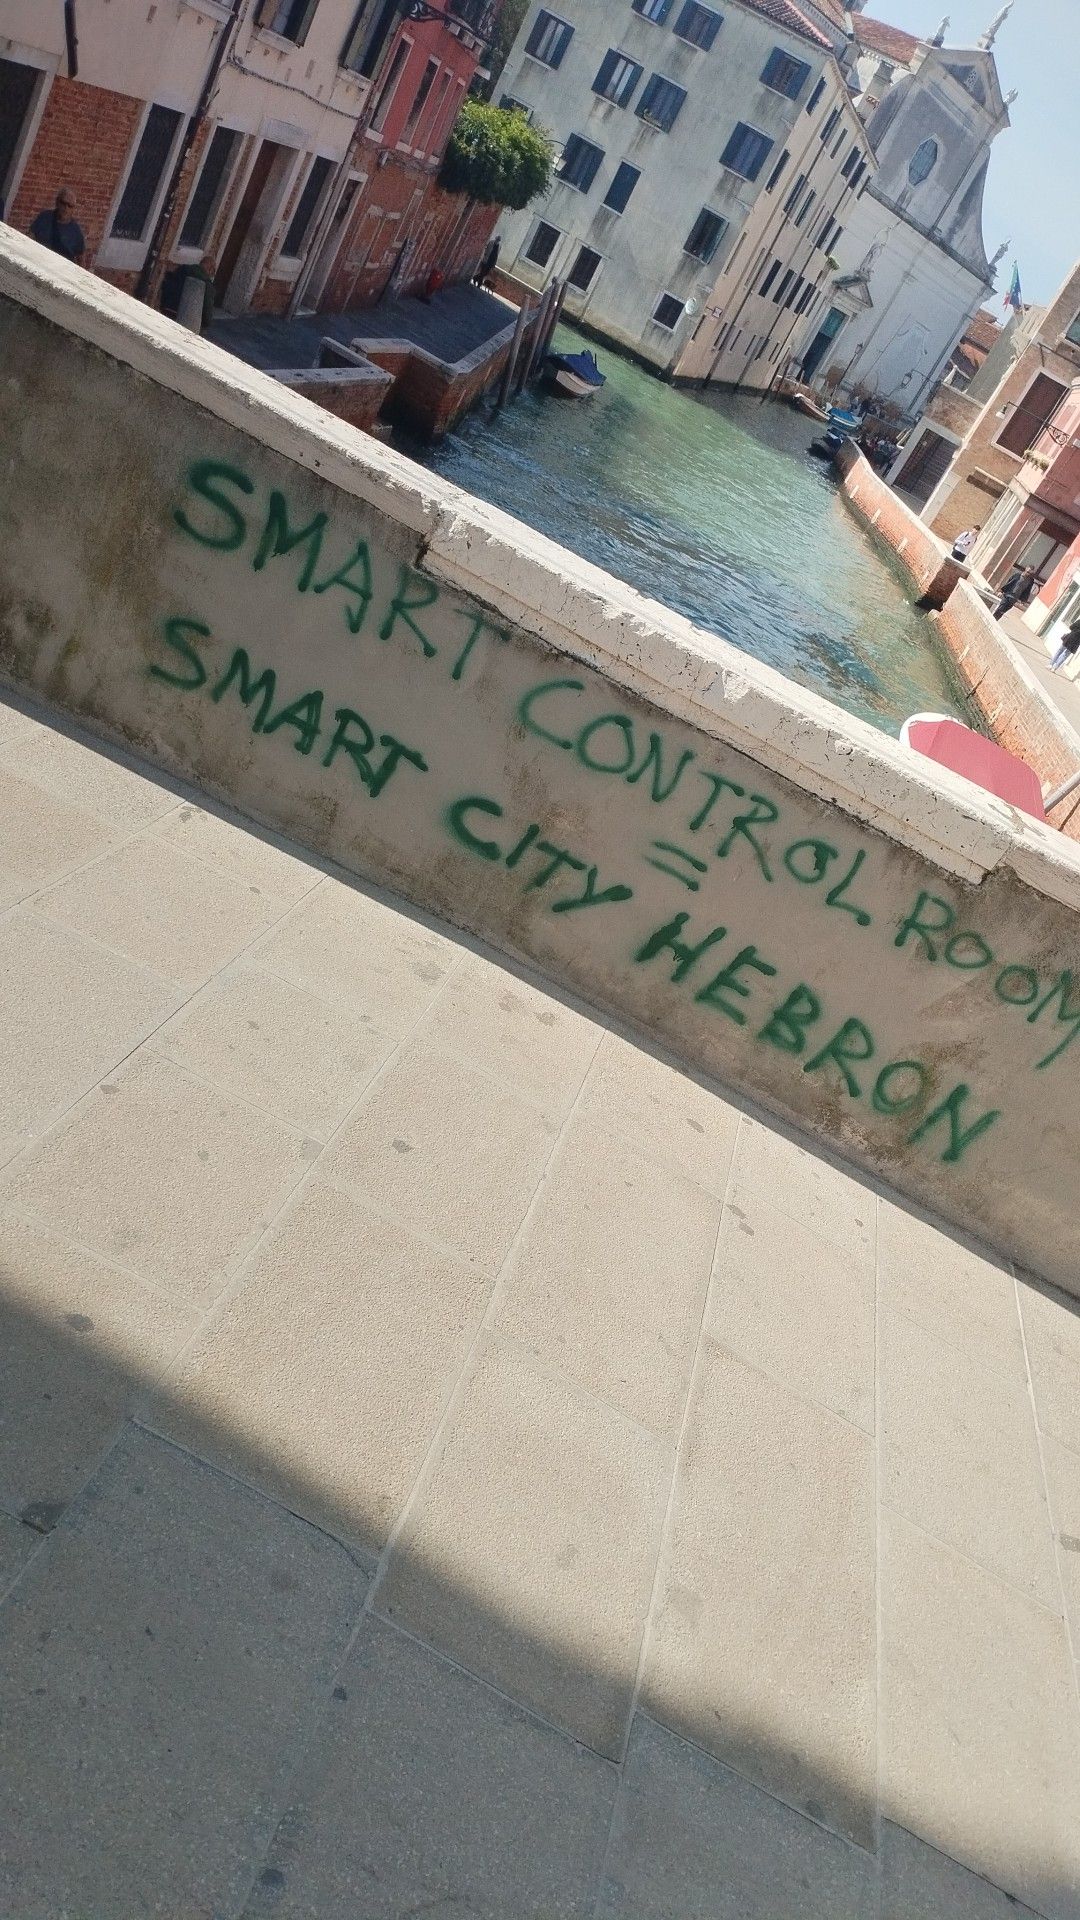 SMART CONTROL ROOM
=
SMART CITY HEBRON